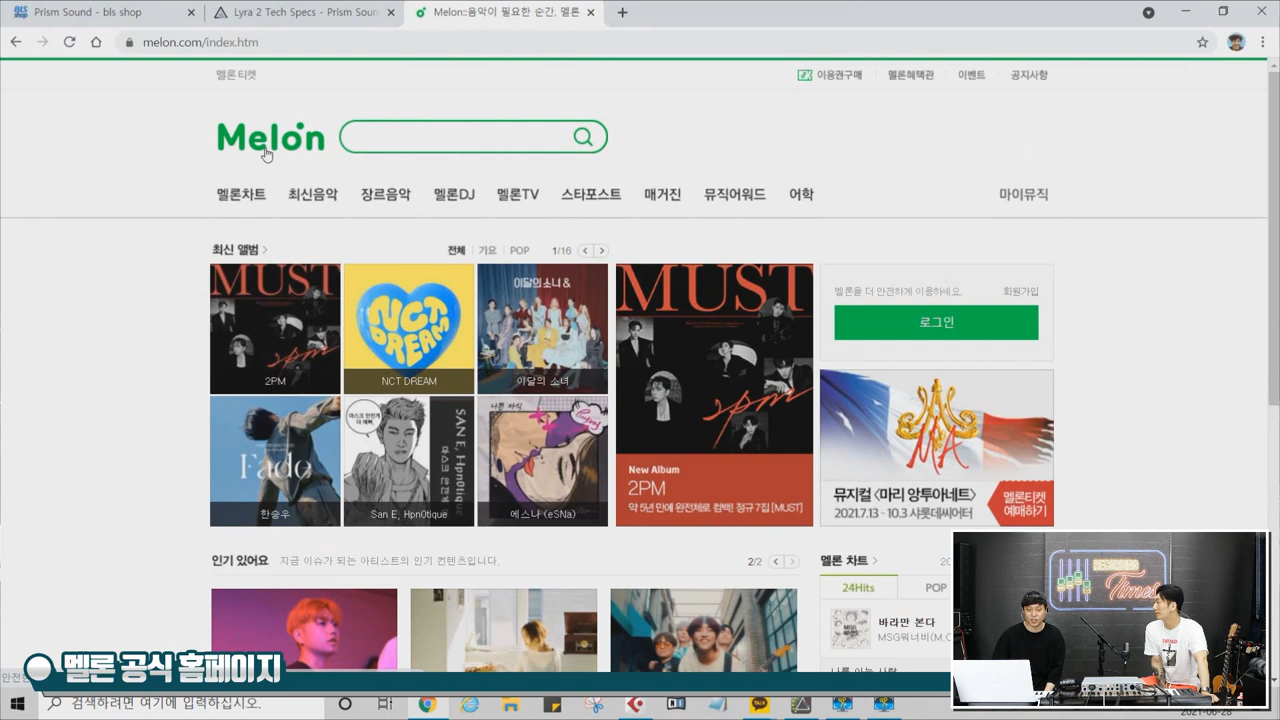 Prism Sound - bls shop
Lyra 2 Tech Specs - Prism Soun
Melon::음악이 필요한 순간, 멜론
melon.com/index.htm
멜론티켓
이용권구매
멜론혜택관
이벤트
공지사항
Melon
멜론차트
최신음악
장르음악
멜론DJ
멜론TV
스타포스트
매거진
뮤직어워드
어학
마이뮤직
최신 앨범
전체
가요
POP
1/16
MUST
2PM
NCT DREAM
NCT DREAM
이달의 소녀 &
이달의 소녀
Fade
한승우
San E, Hpn0tique
에스나 (eSNa)
MUST
2pm
New Album
2PM
약 5년 만에 완전체로 컴백! 정규 7집 [MUST]
멜론을 더 안전하게 이용하세요.
회원가입
로그인
MA
뮤지컬 <마리 앙투아네트>
2021.7.13 - 10.3 샤롯데씨어터
멜론티켓
예매하기
인기 있어요
지금 이슈가 되는 아티스트의 인기 컨텐츠입니다.
2/2
멜론 차트
24Hits
POP
바라만 본다
MSG워너비(M.O
RECORDING
Times
멜론 공식 홈페이지
검색하려면 여기에 입력하십시오.
2021-06-28